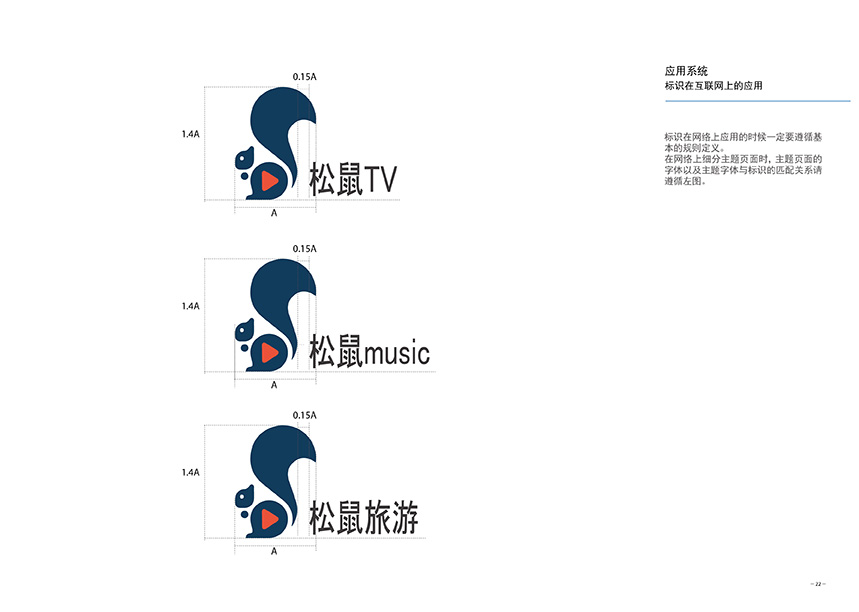 0.15A
1.4A
松鼠TV
A
0.15A
1.4A
松鼠music
A
0.15A
1.4A
松鼠旅游
A
应用系统
标识在互联网上的应用
标识在网络上应用的时候一定要遵循基
本的规则定义。
在网络上细分主题页面时，主题页面的
字体以及主题字体与标识的匹配关系请
遵循左图。
– 22 –